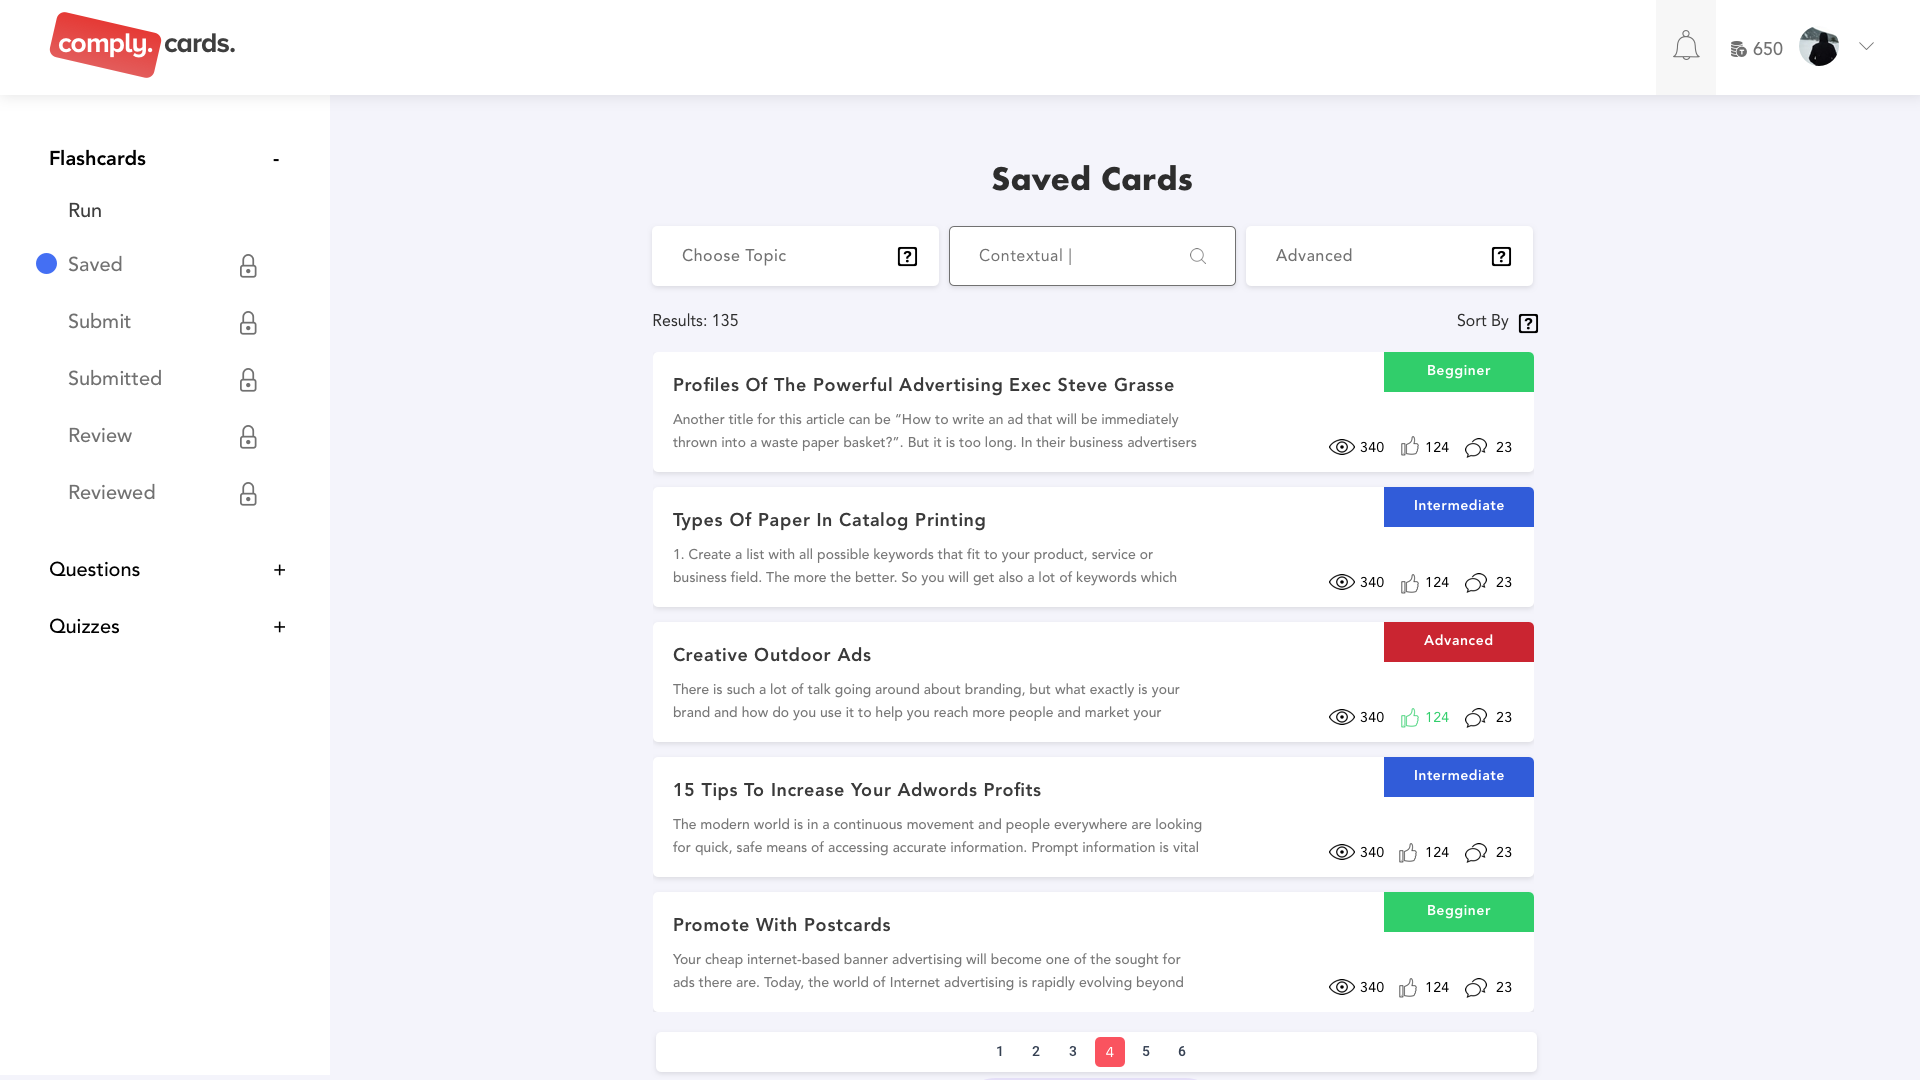 comply. cards.
650
Flashcards -
Run
Saved
Submit
Submitted
Review
Reviewed
Questions +
Quizzes +
Saved Cards
Choose Topic ?
Contextual |
Advanced ?
Results: 135
Sort By ?
Begginer
Profiles Of The Powerful Advertising Exec Steve Grasse
Another title for this article can be “How to write an ad that will be immediately
thrown into a waste paper basket?”. But it is too long. In their business advertisers
340 124 23
Intermediate
Types Of Paper In Catalog Printing
1. Create a list with all possible keywords that fit to your product, service or
business field. The more the better. So you will get also a lot of keywords which
340 124 23
Advanced
Creative Outdoor Ads
There is such a lot of talk going around about branding, but what exactly is your
brand and how do you use it to help you reach more people and market your
340 124 23
Intermediate
15 Tips To Increase Your Adwords Profits
The modern world is in a continuous movement and people everywhere are looking
for quick, safe means of accessing accurate information. Prompt information is vital
340 124 23
Begginer
Promote With Postcards
Your cheap internet-based banner advertising will become one of the sought for
ads there are. Today, the world of Internet advertising is rapidly evolving beyond
340 124 23
1 2 3 4 5 6